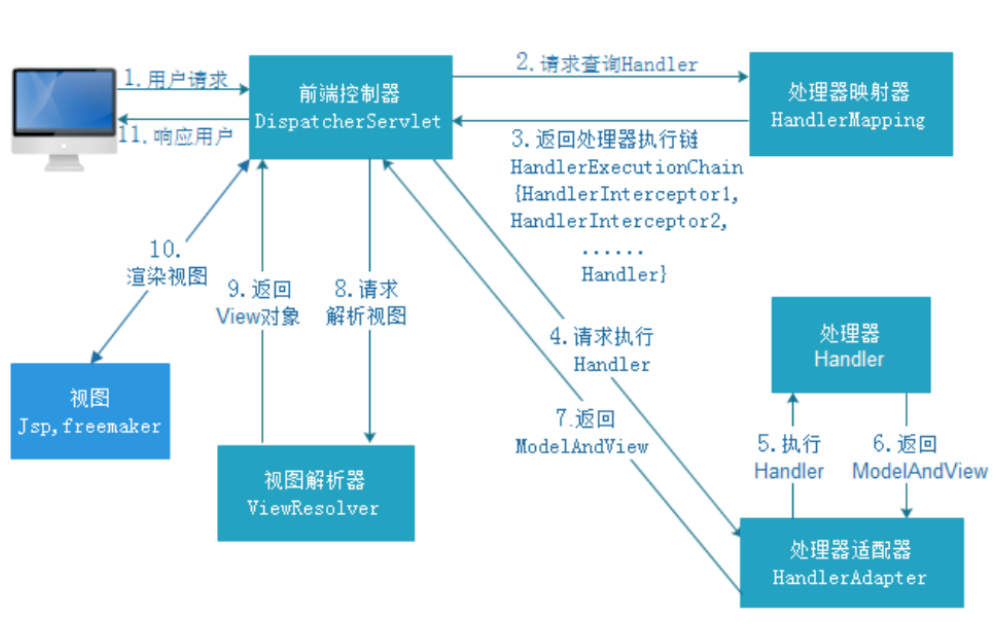 1.用户请求
11.响应用户
前端控制器
DispatcherServlet
2.请求查询Handler
处理器映射器
HandlerMapping
3.返回处理器执行链
HandlerExecutionChain
{HandlerInterceptor1,
HandlerInterceptor2,
......
Handler}
10.
渲染视图
9.返回
View对象
8.请求
解析视图
4.请求执行
Handler
处理器
Handler
视图
Jsp,freemaker
7.返回
ModelAndView
5.执行
Handler
6.返回
ModelAndView
视图解析器
ViewResolver
处理器适配器
HandlerAdapter